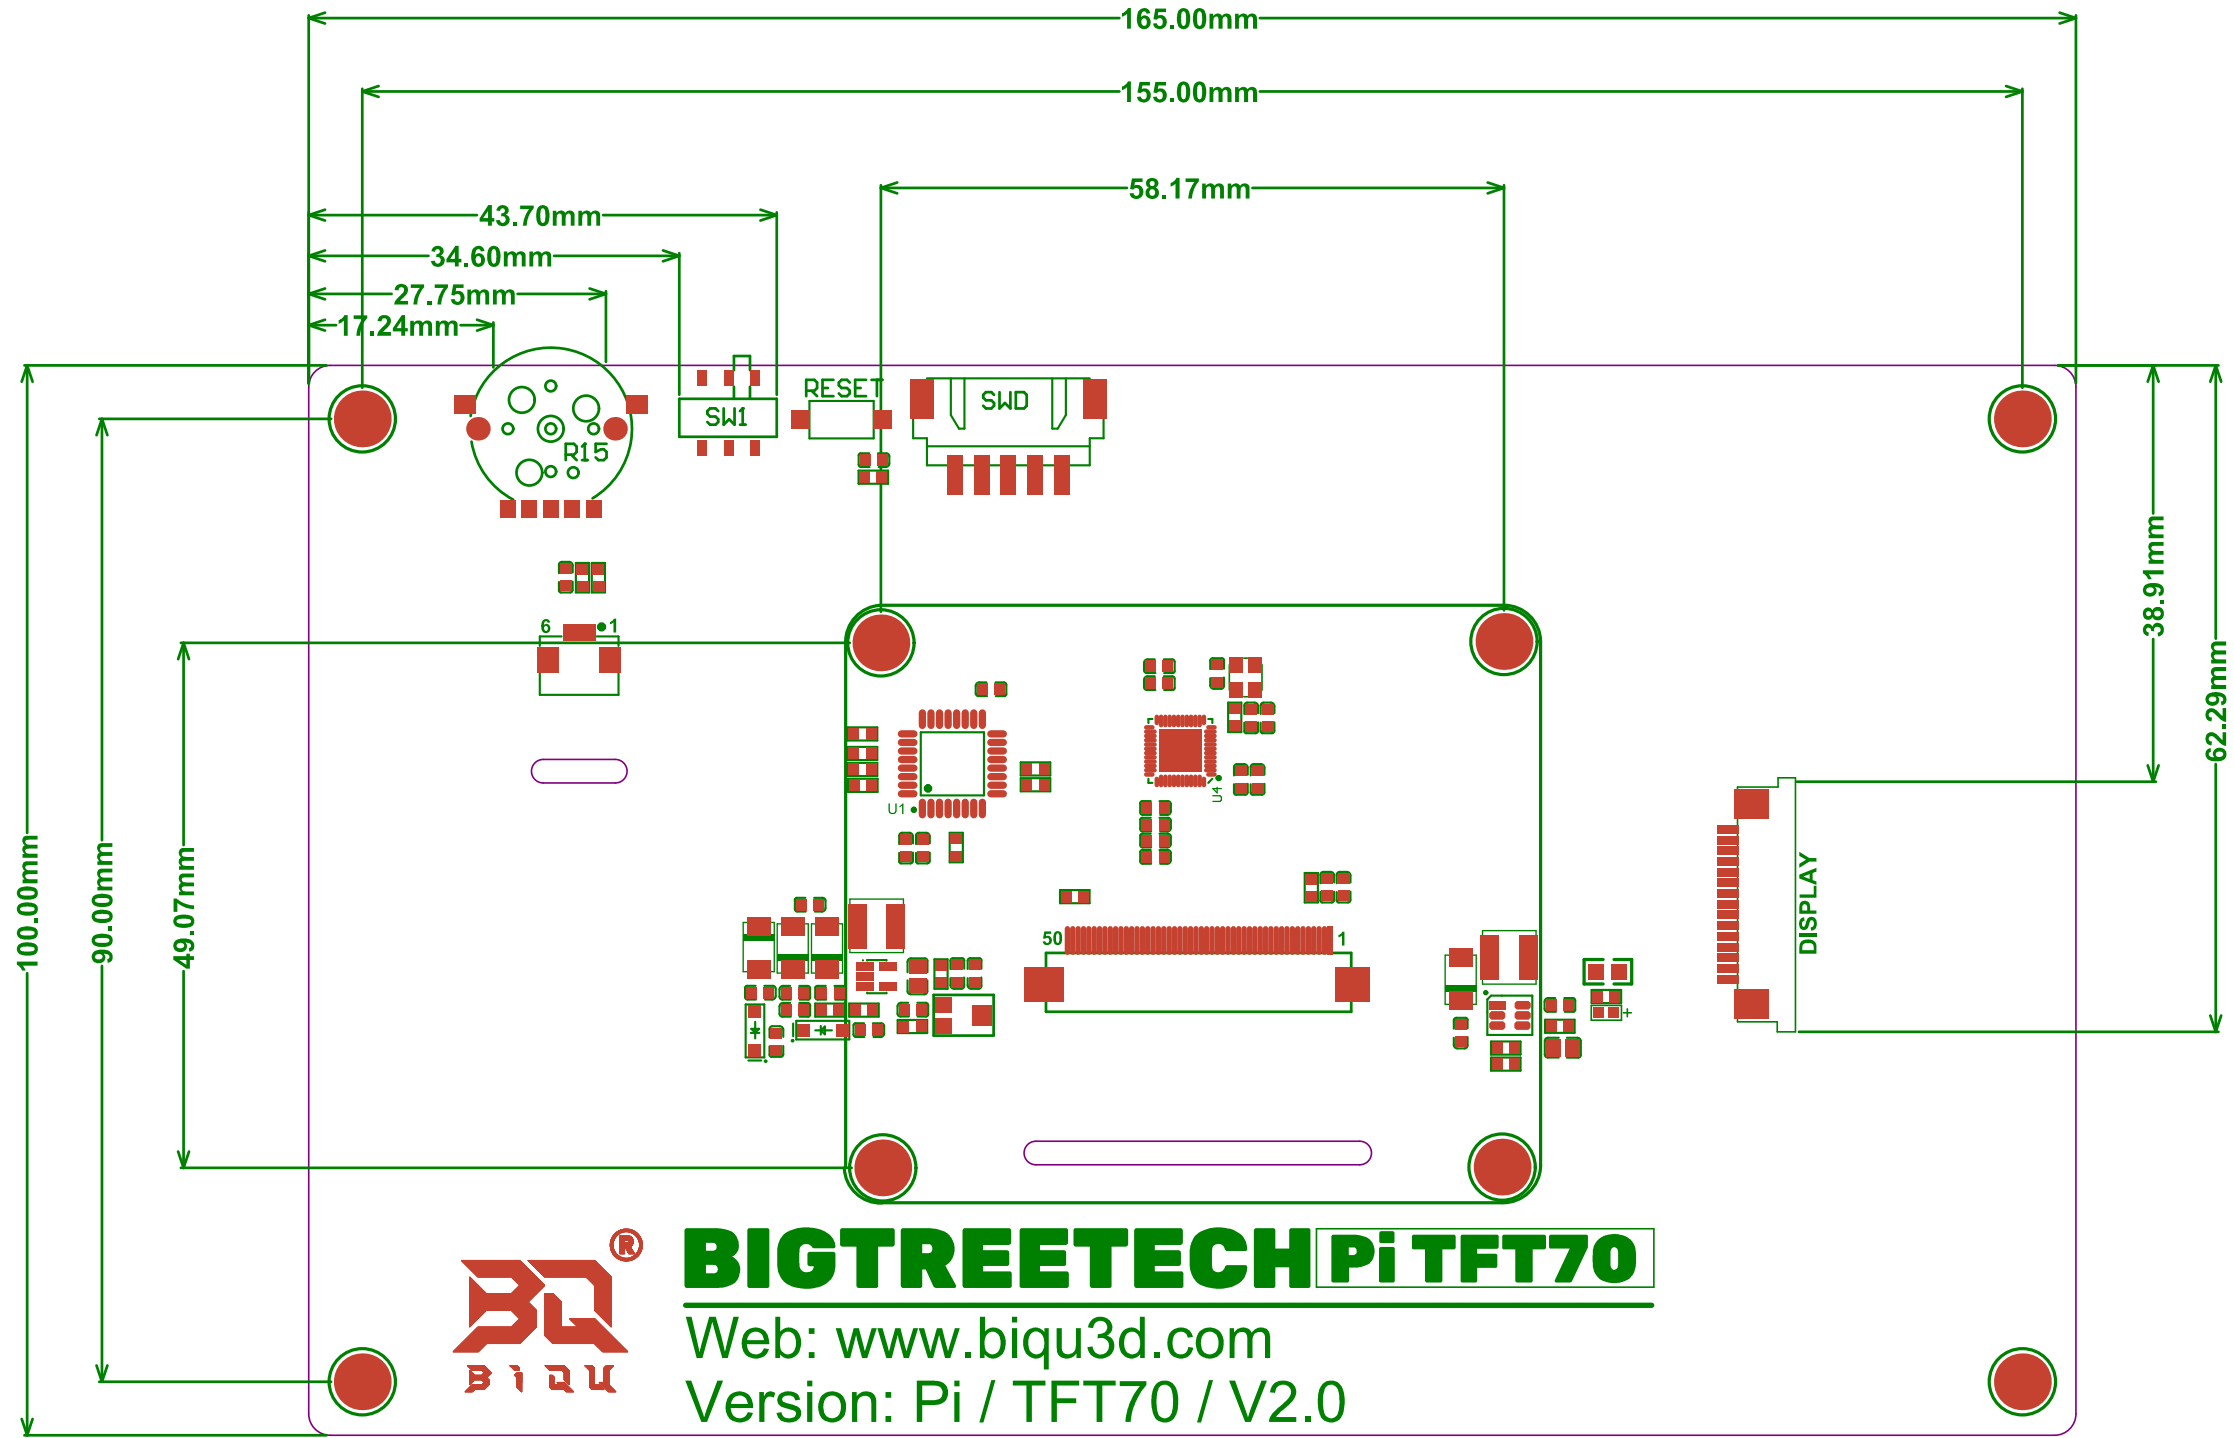 165.00mm
155.00mm
58.17mm
43.70mm
34.60mm
27.75mm
17.24mm
RESET
SW1
SWD
R15
6 1
38.91mm
62.29mm
100.00mm
90.00mm
49.07mm
U1
U4
50 1
DISPLAY
+
®
BIQU
BIGTREETECH Pi TFT70
Web: www.biqu3d.com
Version: Pi / TFT70 / V2.0